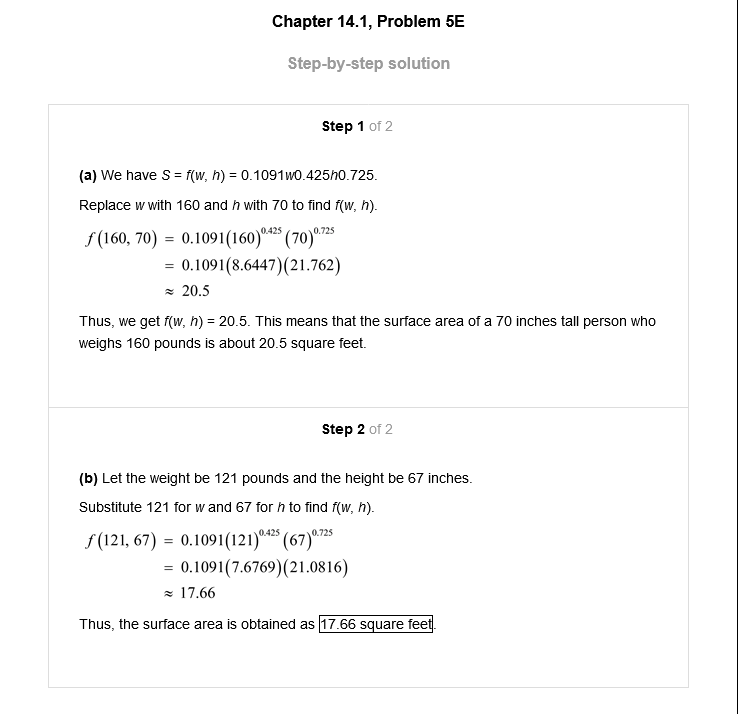 Chapter 14.1, Problem 5E
Step-by-step solution
Step 1 of 2
(a) We have S = f(w, h) = 0.1091w0.425h0.725.
Replace w with 160 and h with 70 to find f(w, h).
f(160, 70) = 0.1091(160)^0.425 (70)^0.725
= 0.1091(8.6447)(21.762)
≈ 20.5
Thus, we get f(w, h) = 20.5. This means that the surface area of a 70 inches tall person who
weighs 160 pounds is about 20.5 square feet.
Step 2 of 2
(b) Let the weight be 121 pounds and the height be 67 inches.
Substitute 121 for w and 67 for h to find f(w, h).
f(121, 67) = 0.1091(121)^0.425 (67)^0.725
= 0.1091(7.6769)(21.0816)
≈ 17.66
Thus, the surface area is obtained as 17.66 square feet.